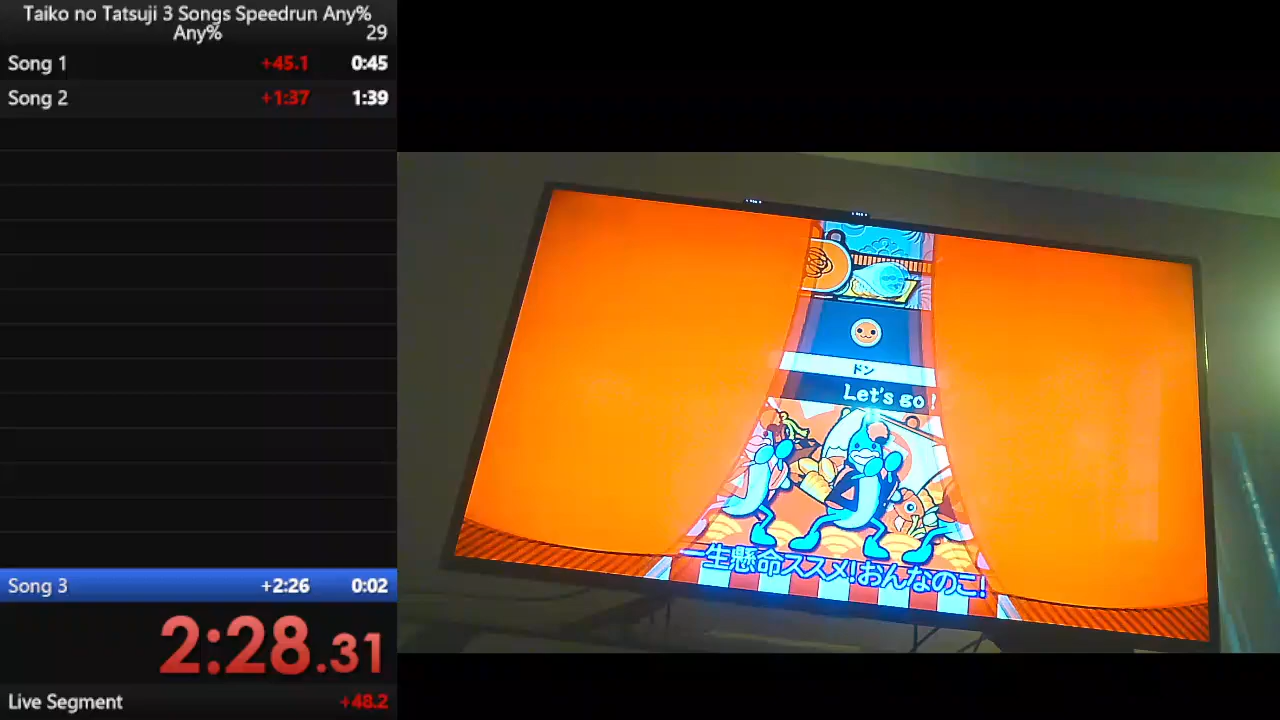 Taiko no Tatsuji 3 Songs Speedrun Any%
Any% 29
Song 1 +45.1 0:45
Song 2 +1:37 1:39
ドン
Let's go!
一生懸命ススメ!おんなのこ!
Song 3 +2:26 0:02
2:28.31
Live Segment +48.2